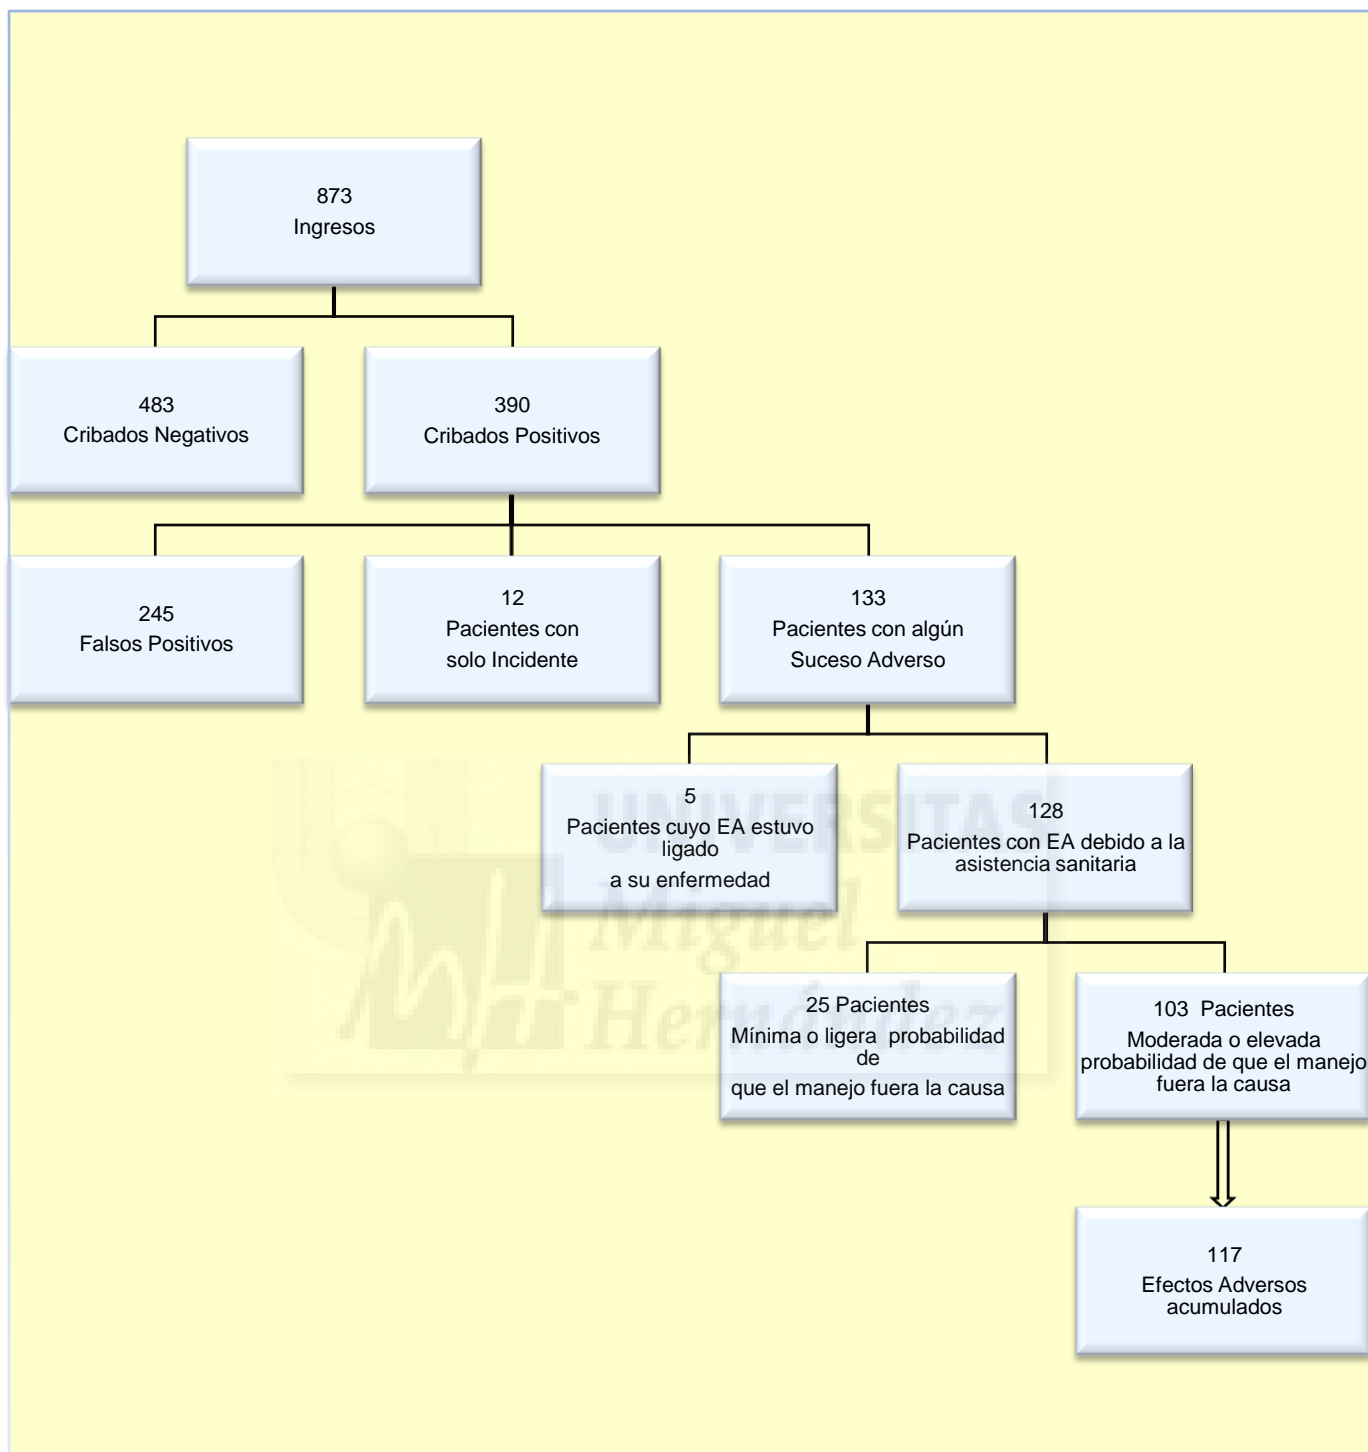 873
Ingresos
483
Cribados Negativos
390
Cribados Positivos
245
Falsos Positivos
12
Pacientes con
solo Incidente
133
Pacientes con algún
Suceso Adverso
5
Pacientes cuyo EA estuvo
ligado
a su enfermedad
128
Pacientes con EA debido a la
asistencia sanitaria
25 Pacientes
Mínima o ligera probabilidad
de
que el manejo fuera la causa
103 Pacientes
Moderada o elevada
probabilidad de que el manejo
fuera la causa
117
Efectos Adversos
acumulados
UNIVERSITAS
Miguel
Hernández